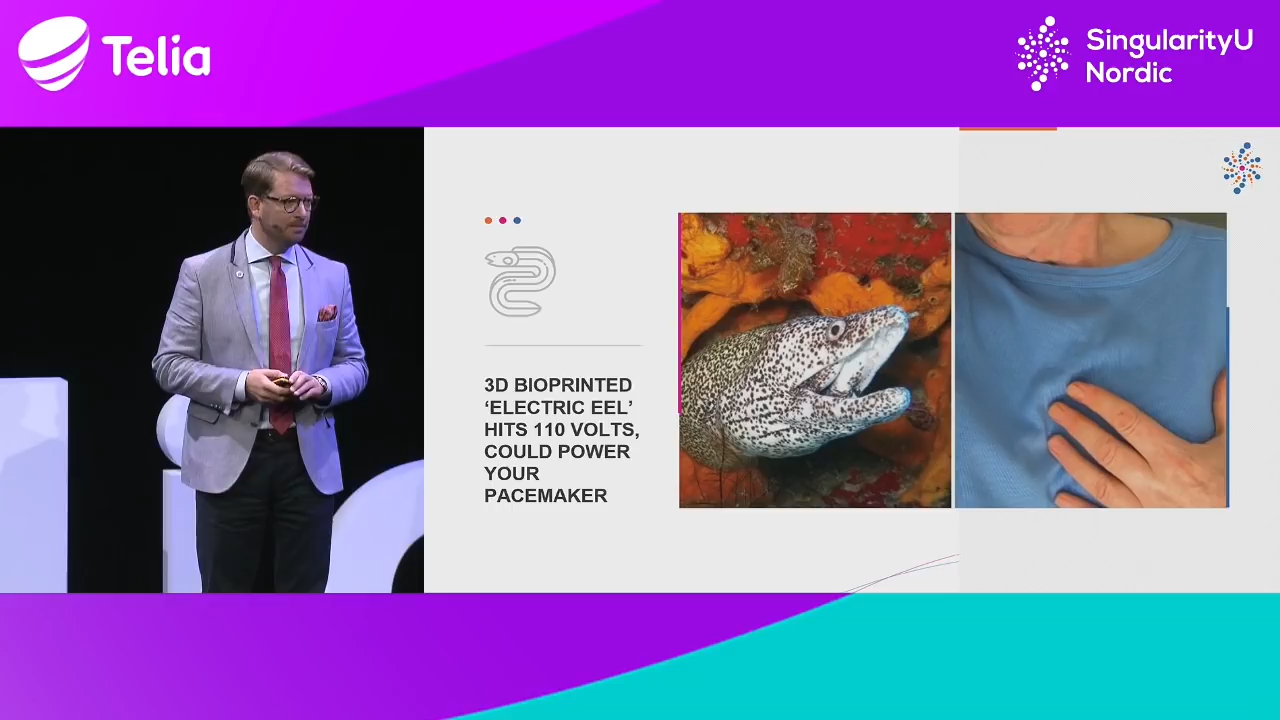 Telia
SingularityU
Nordic
3D BIOPRINTED
‘ELECTRIC EEL’
HITS 110 VOLTS,
COULD POWER
YOUR
PACEMAKER